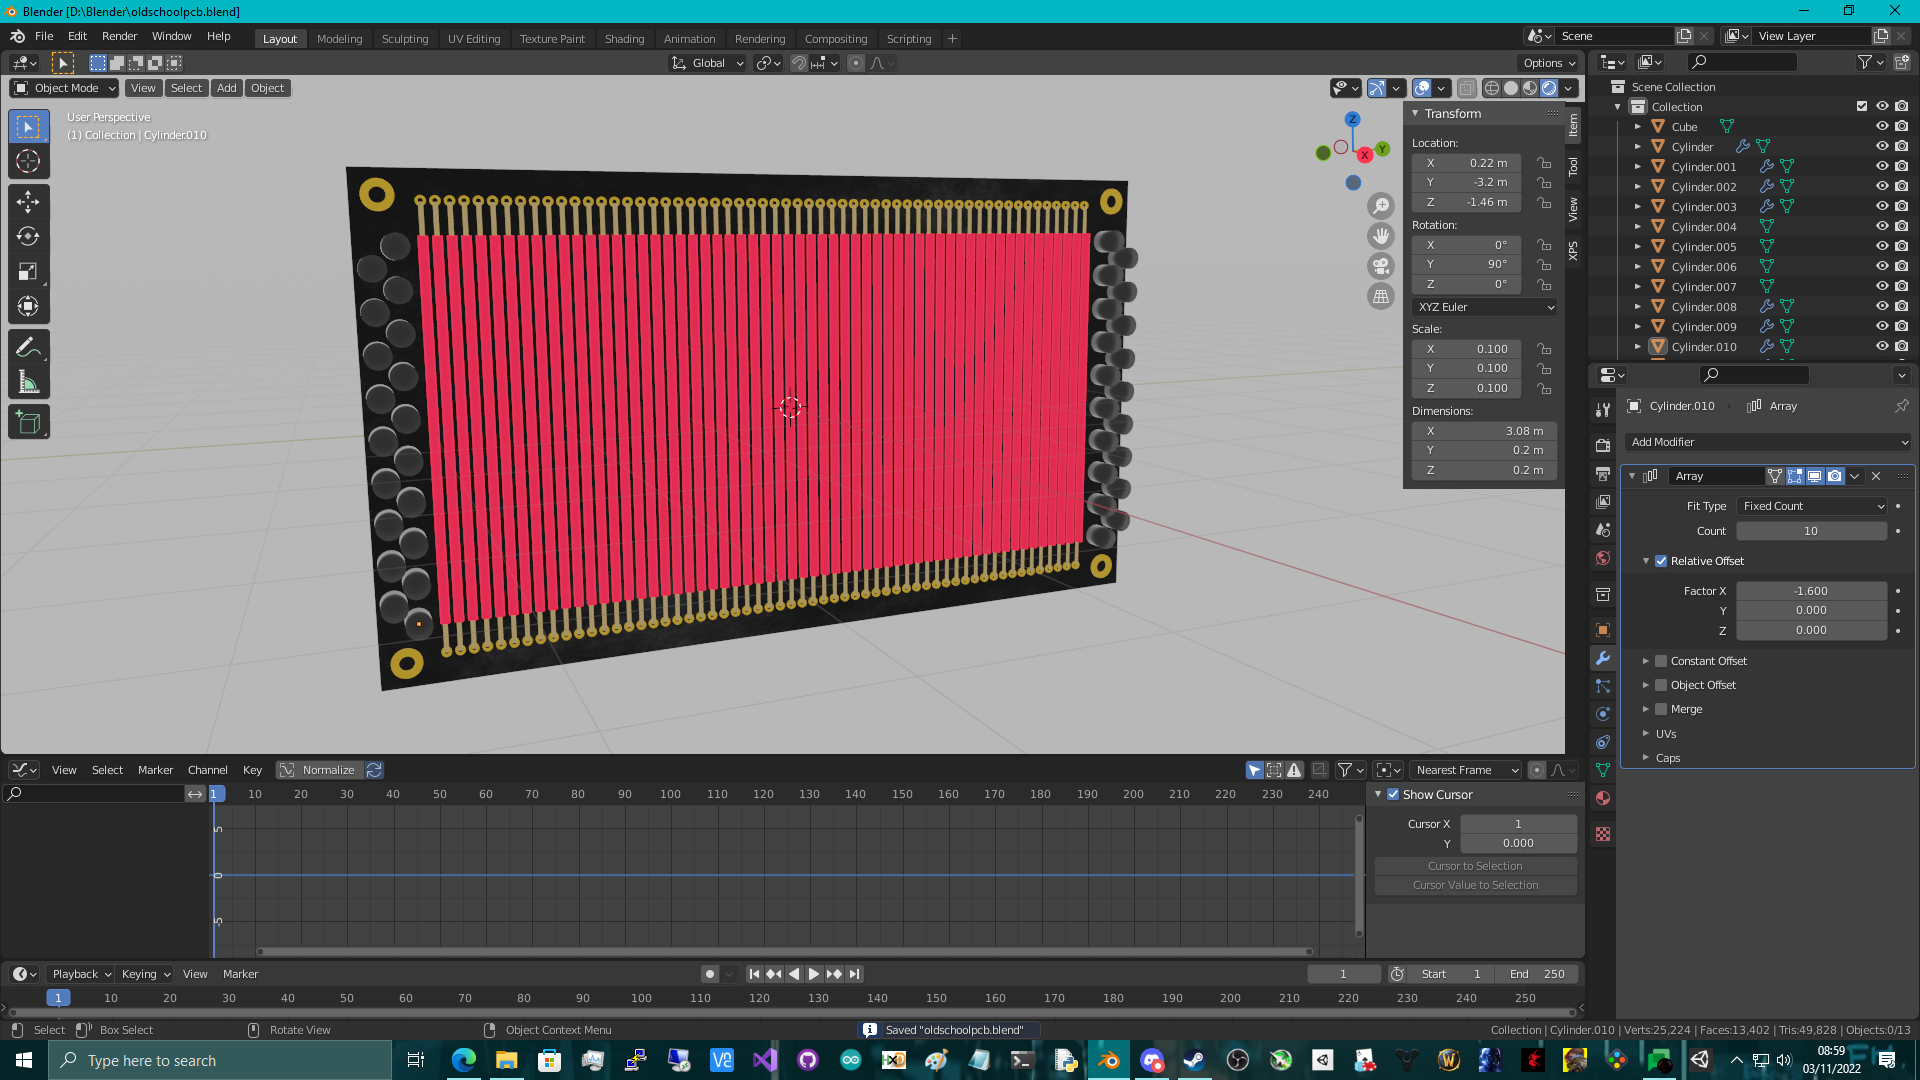 Blender [D:\Blender\oldschoolpcb.blend]
File Edit Render Window Help Layout Modeling Sculpting UV Editing Texture Paint Shading Animation Rendering Compositing Scripting + Scene View Layer
Global Options
Object Mode View Select Add Object
User Perspective
(1) Collection | Cylinder.010
Z
Y
X
Transform
Location:
X 0.22 m
Y -3.2 m
Z -1.46 m
Rotation:
X 0°
Y 90°
Z 0°
XYZ Euler
Scale:
X 0.100
Y 0.100
Z 0.100
Dimensions:
X 3.08 m
Y 0.2 m
Z 0.2 m
Item
Tool
View
XPS
Scene Collection
Collection
Cube
Cylinder
Cylinder.001
Cylinder.002
Cylinder.003
Cylinder.004
Cylinder.005
Cylinder.006
Cylinder.007
Cylinder.008
Cylinder.009
Cylinder.010
Cylinder.010 Array
Add Modifier
Array
Fit Type Fixed Count
Count 10
Relative Offset
Factor X -1.600
Y 0.000
Z 0.000
Constant Offset
Object Offset
Merge
UVs
Caps
View Select Marker Channel Key Normalize Nearest Frame
1 10 20 30 40 50 60 70 80 90 100 110 120 130 140 150 160 170 180 190 200 210 220 230 240
5
0
-5
Show Cursor
Cursor X 1
Y 0.000
Cursor to Selection
Cursor Value to Selection
Playback Keying View Marker 1 Start 1 End 250
1 10 20 30 40 50 60 70 80 90 100 110 120 130 140 150 160 170 180 190 200 210 220 230 240 250
Select Box Select Rotate View Object Context Menu Saved "oldschoolpcb.blend" Collection | Cylinder.010 | Verts:25,224 | Faces:13,402 | Tris:49,828 | Objects:0/13
Type here to search
08:59
03/11/2022